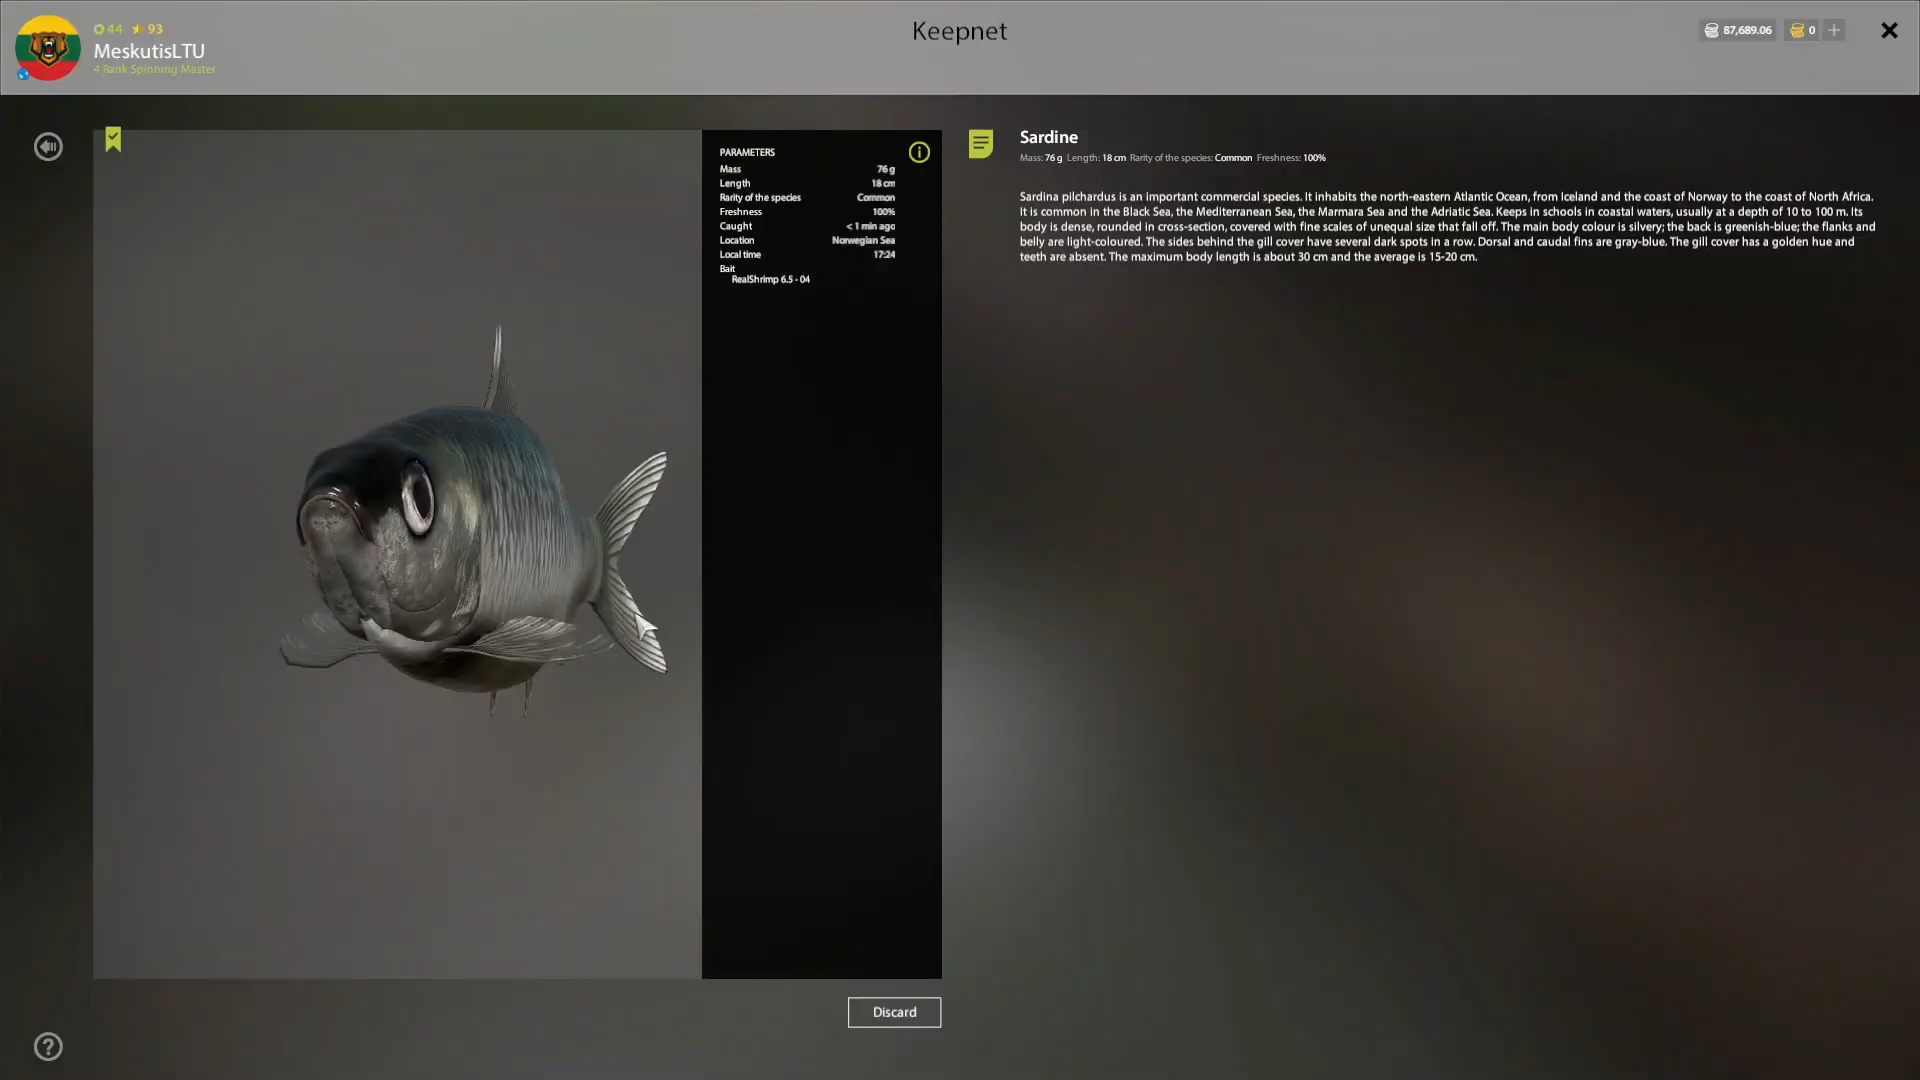 44 93
MeskutisLTU
4 Rank Spinning Master
Keepnet
87,689.06 0 +
PARAMETERS
Mass 76 g
Length 18 cm
Rarity of the species Common
Freshness 100%
Caught < 1 min ago
Location Norwegian Sea
Local time 17:24
Bait
RealShrimp 6.5 - 04
Discard
Sardine
Mass: 76 g Length: 18 cm Rarity of the species: Common Freshness: 100%
Sardina pilchardus is an important commercial species. It inhabits the north-eastern Atlantic Ocean, from Iceland and the coast of Norway to the coast of North Africa.
It is common in the Black Sea, the Mediterranean Sea, the Marmara Sea and the Adriatic Sea. Keeps in schools in coastal waters, usually at a depth of 10 to 100 m. Its
body is dense, rounded in cross-section, covered with fine scales of unequal size that fall off. The main body colour is silvery; the back is greenish-blue; the flanks and
belly are light-coloured. The sides behind the gill cover have several dark spots in a row. Dorsal and caudal fins are gray-blue. The gill cover has a golden hue and
teeth are absent. The maximum body length is about 30 cm and the average is 15-20 cm.